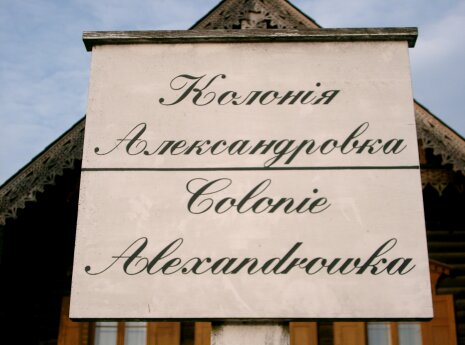 Колонія
Александровка
Colonie
Alexandrowka